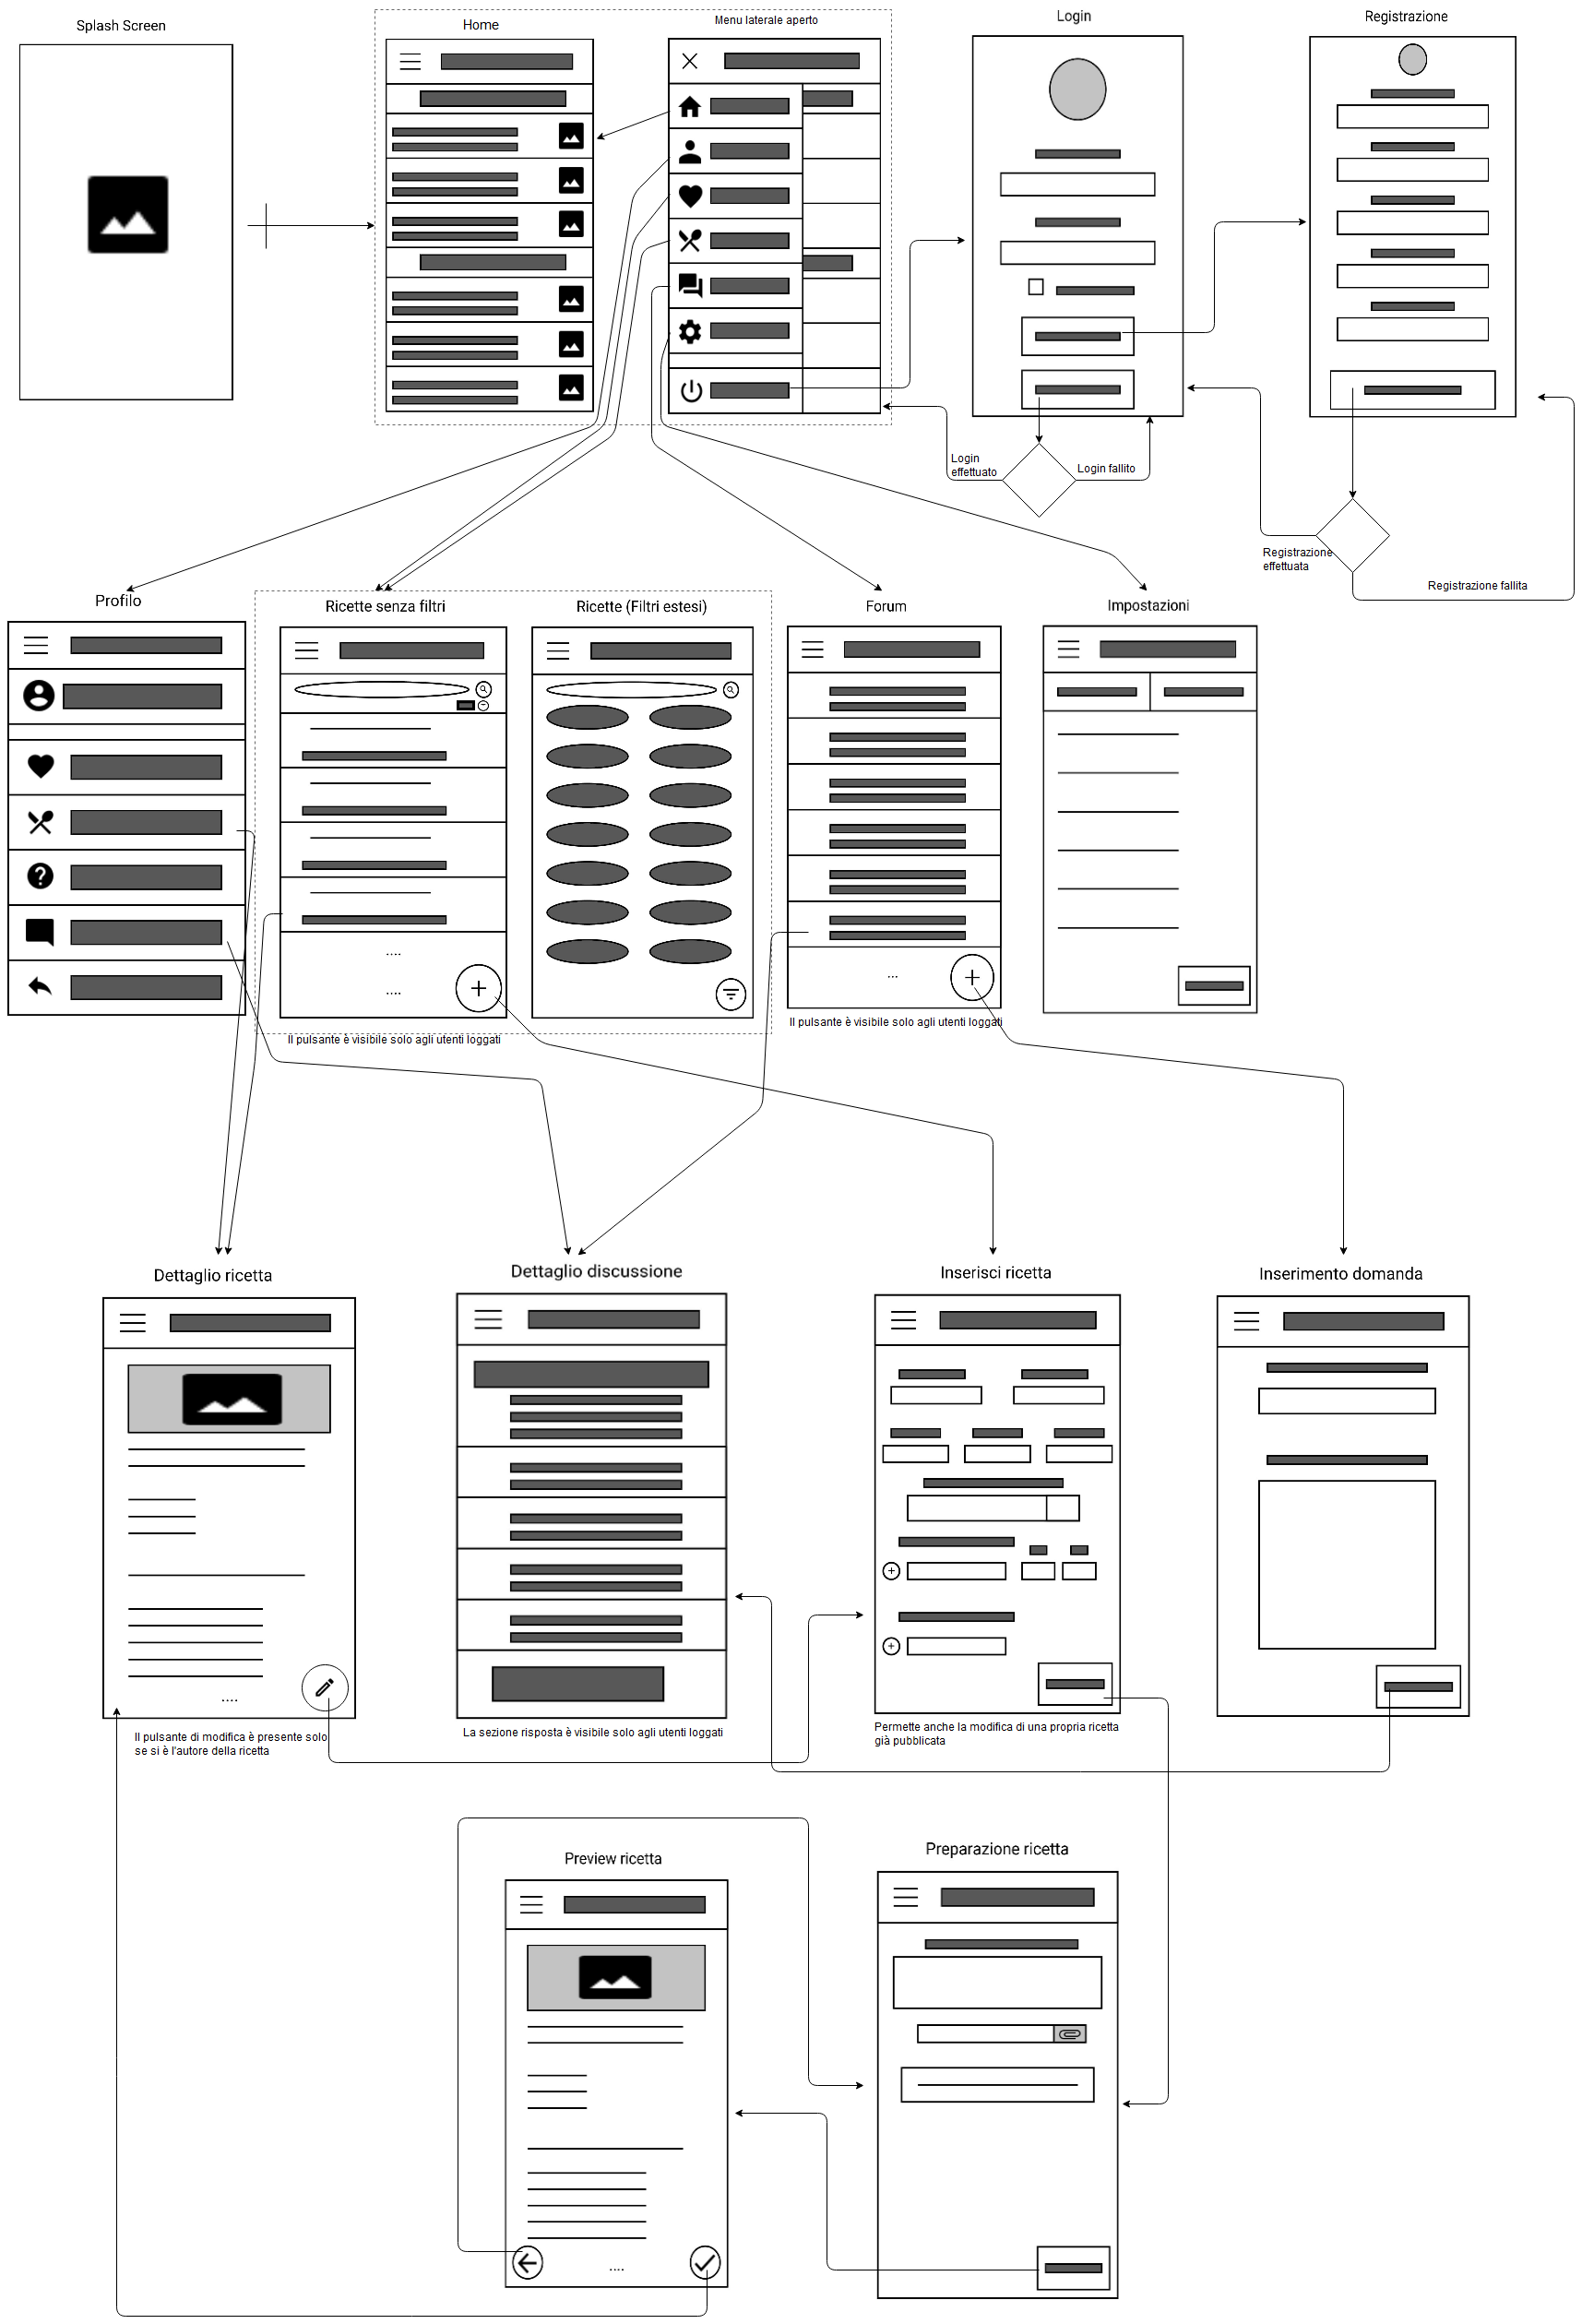 Splash Screen
Home
Menu laterale aperto
Login
Registrazione
Login
effettuato
Login fallito
Registrazione
effettuata
Registrazione fallita
Profilo
Ricette senza filtri
Ricette (Filtri estesi)
Forum
Impostazioni
....
....
...
Il pulsante è visibile solo agli utenti loggati
Il pulsante è visibile solo agli utenti loggati
Dettaglio ricetta
Dettaglio discussione
Inserisci ricetta
Inserimento domanda
....
Il pulsante di modifica è presente solo
se si è l'autore della ricetta
La sezione risposta è visibile solo agli utenti loggati
Permette anche la modifica di una propria ricetta
già pubblicata
Preview ricetta
Preparazione ricetta
....